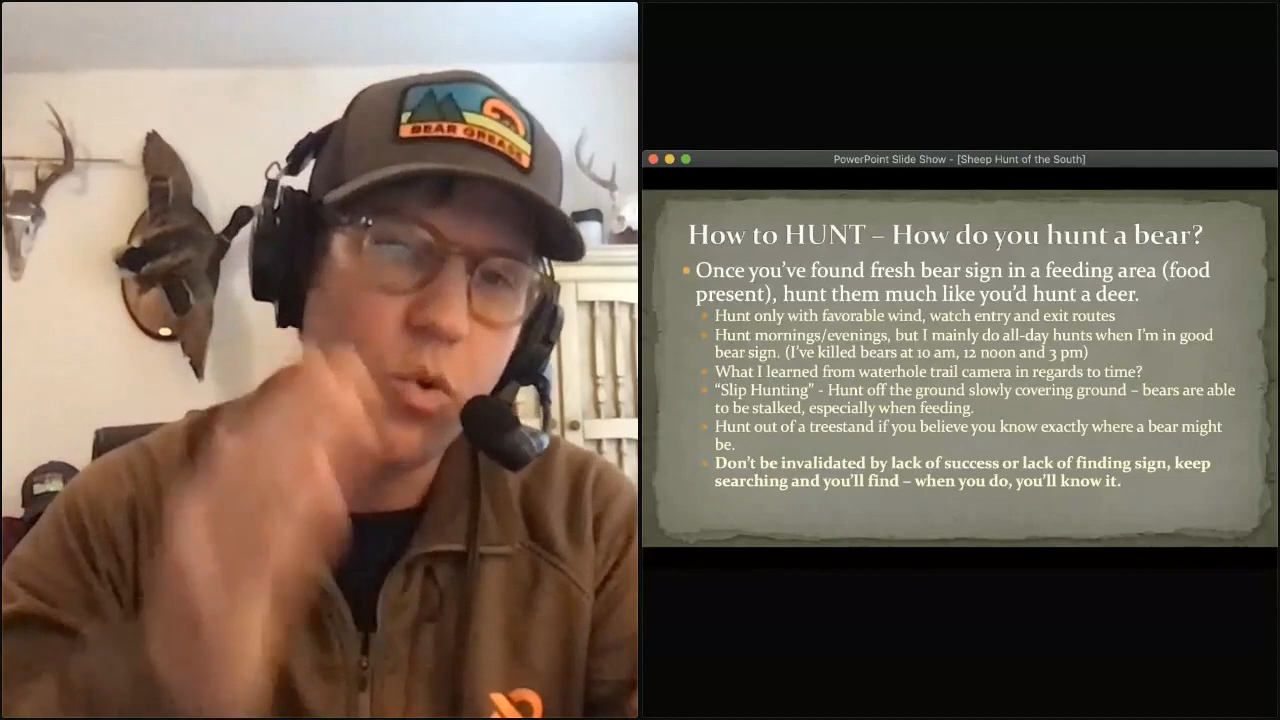 BEAR GREASE
PowerPoint Slide Show - [Sheep Hunt of the South]
How to HUNT – How do you hunt a bear?
Once you've found fresh bear sign in a feeding area (food
present), hunt them much like you'd hunt a deer.
Hunt only with favorable wind, watch entry and exit routes
Hunt mornings/evenings, but I mainly do all-day hunts when I'm in good
bear sign. (I've killed bears at 10 am, 12 noon and 3 pm)
What I learned from waterhole trail camera in regards to time?
“Slip Hunting” - Hunt off the ground slowly covering ground – bears are able
to be stalked, especially when feeding.
Hunt out of a treestand if you believe you know exactly where a bear might
be.
Don't be invalidated by lack of success or lack of finding sign, keep
searching and you'll find – when you do, you'll know it.